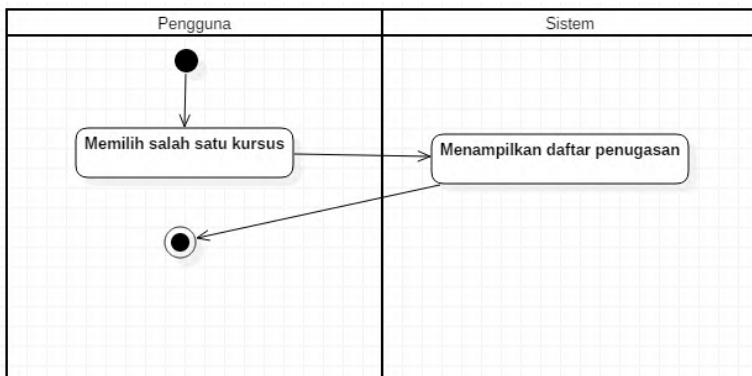 Pengguna
Sistem
Memilih salah satu kursus
Menampilkan daftar penugasan